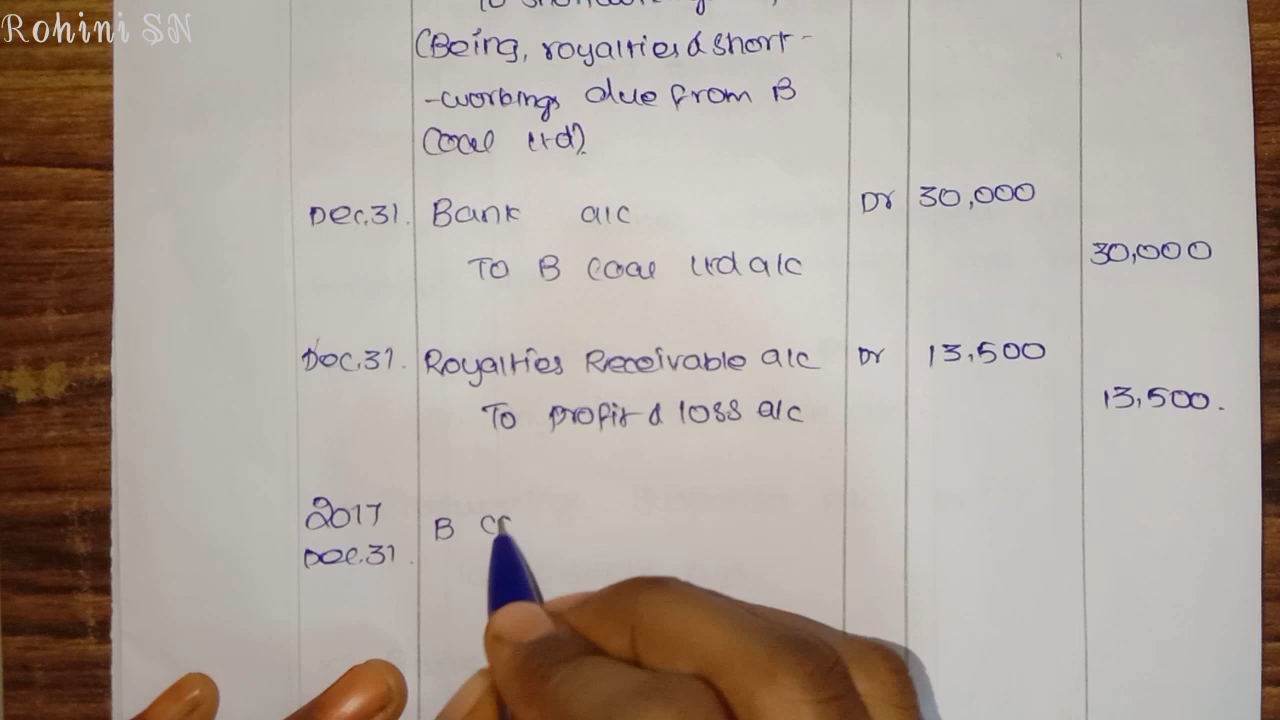 Rohini SN
To
(Being, royalties & short-
-workings due from B
Coal Ltd)
Dec.31. Bank a/c Dr 30,000
To B Coal Ltd a/c 30,000
Dec.31. Royalties Receivable a/c Dr 13,500
To profit & loss a/c 13,500.
2017
Dec.31. B